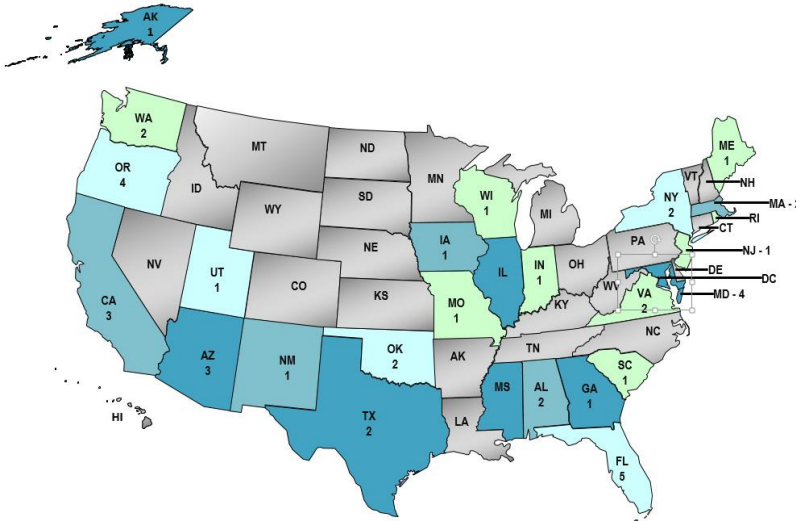 AK
1
WA
2
MT
ND
ME
1
OR
4
ID
MN
VT
NH
SD
WI
1
NY
2
MA -
RI
WY
MI
CT
IA
1
PA
NJ - 1
NE
NV
UT
1
IL
IN
1
OH
DE
DC
CO
WV
VA
2
MD - 4
CA
3
KS
MO
1
KY
NC
TN
AZ
3
NM
1
OK
2
AK
SC
1
MS
AL
2
GA
1
HI
TX
2
LA
FL
5